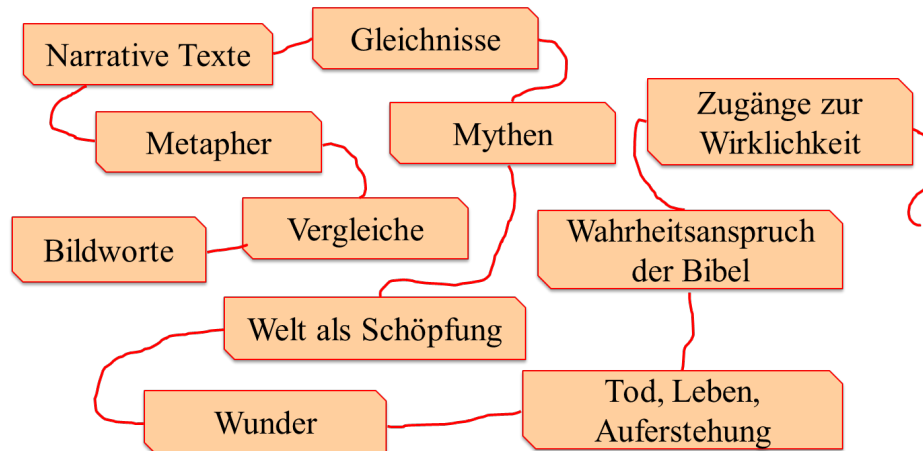 Narrative Texte
Gleichnisse
Metapher
Mythen
Zugänge zur
Wirklichkeit
Bildworte
Vergleiche
Wahrheitsanspruch
der Bibel
Welt als Schöpfung
Wunder
Tod, Leben,
Auferstehung